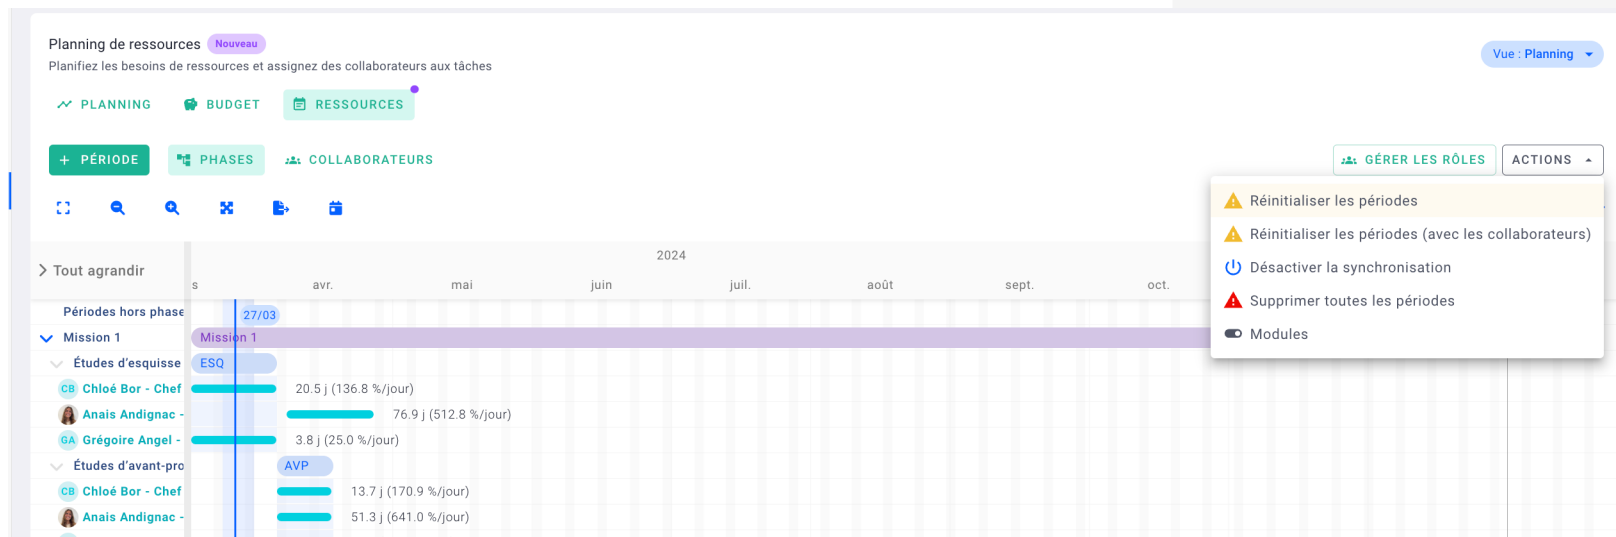 Planning de ressources Nouveau
Planifiez les besoins de ressources et assignez des collaborateurs aux tâches
Vue : Planning
PLANNING BUDGET RESSOURCES
+ PÉRIODE PHASES COLLABORATEURS
GÉRER LES RÔLES ACTIONS
Réinitialiser les périodes
Réinitialiser les périodes (avec les collaborateurs)
Désactiver la synchronisation
Supprimer toutes les périodes
Modules
2024
Tout agrandir
s avr. mai juin juil. août sept. oct.
Périodes hors phase 27/03
Mission 1 Mission 1
Études d'esquisse ESQ
CB Chloé Bor - Chef 20.5 j (136.8 %/jour)
Anais Andignac - 76.9 j (512.8 %/jour)
GA Grégoire Angel - 3.8 j (25.0 %/jour)
Études d'avant-pro AVP
CB Chloé Bor - Chef 13.7 j (170.9 %/jour)
Anais Andignac - 51.3 j (641.0 %/jour)